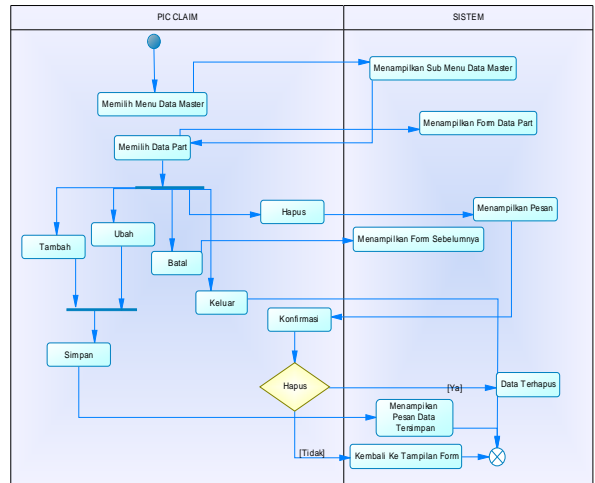 PIC CLAIM
SISTEM
Menampilkan Sub Menu Data Master
Memilih Menu Data Master
Menampilkan Form Data Part
Memilih Data Part
Hapus
Menampilkan Pesan
Ubah
Tambah
Menampilkan Form Sebelumnya
Batal
Keluar
Konfirmasi
Simpan
Hapus
[Ya]
Data Terhapus
Menampikan
Pesan Data
Tersimpan
[Tidak]
Kembali Ke Tampilan Form